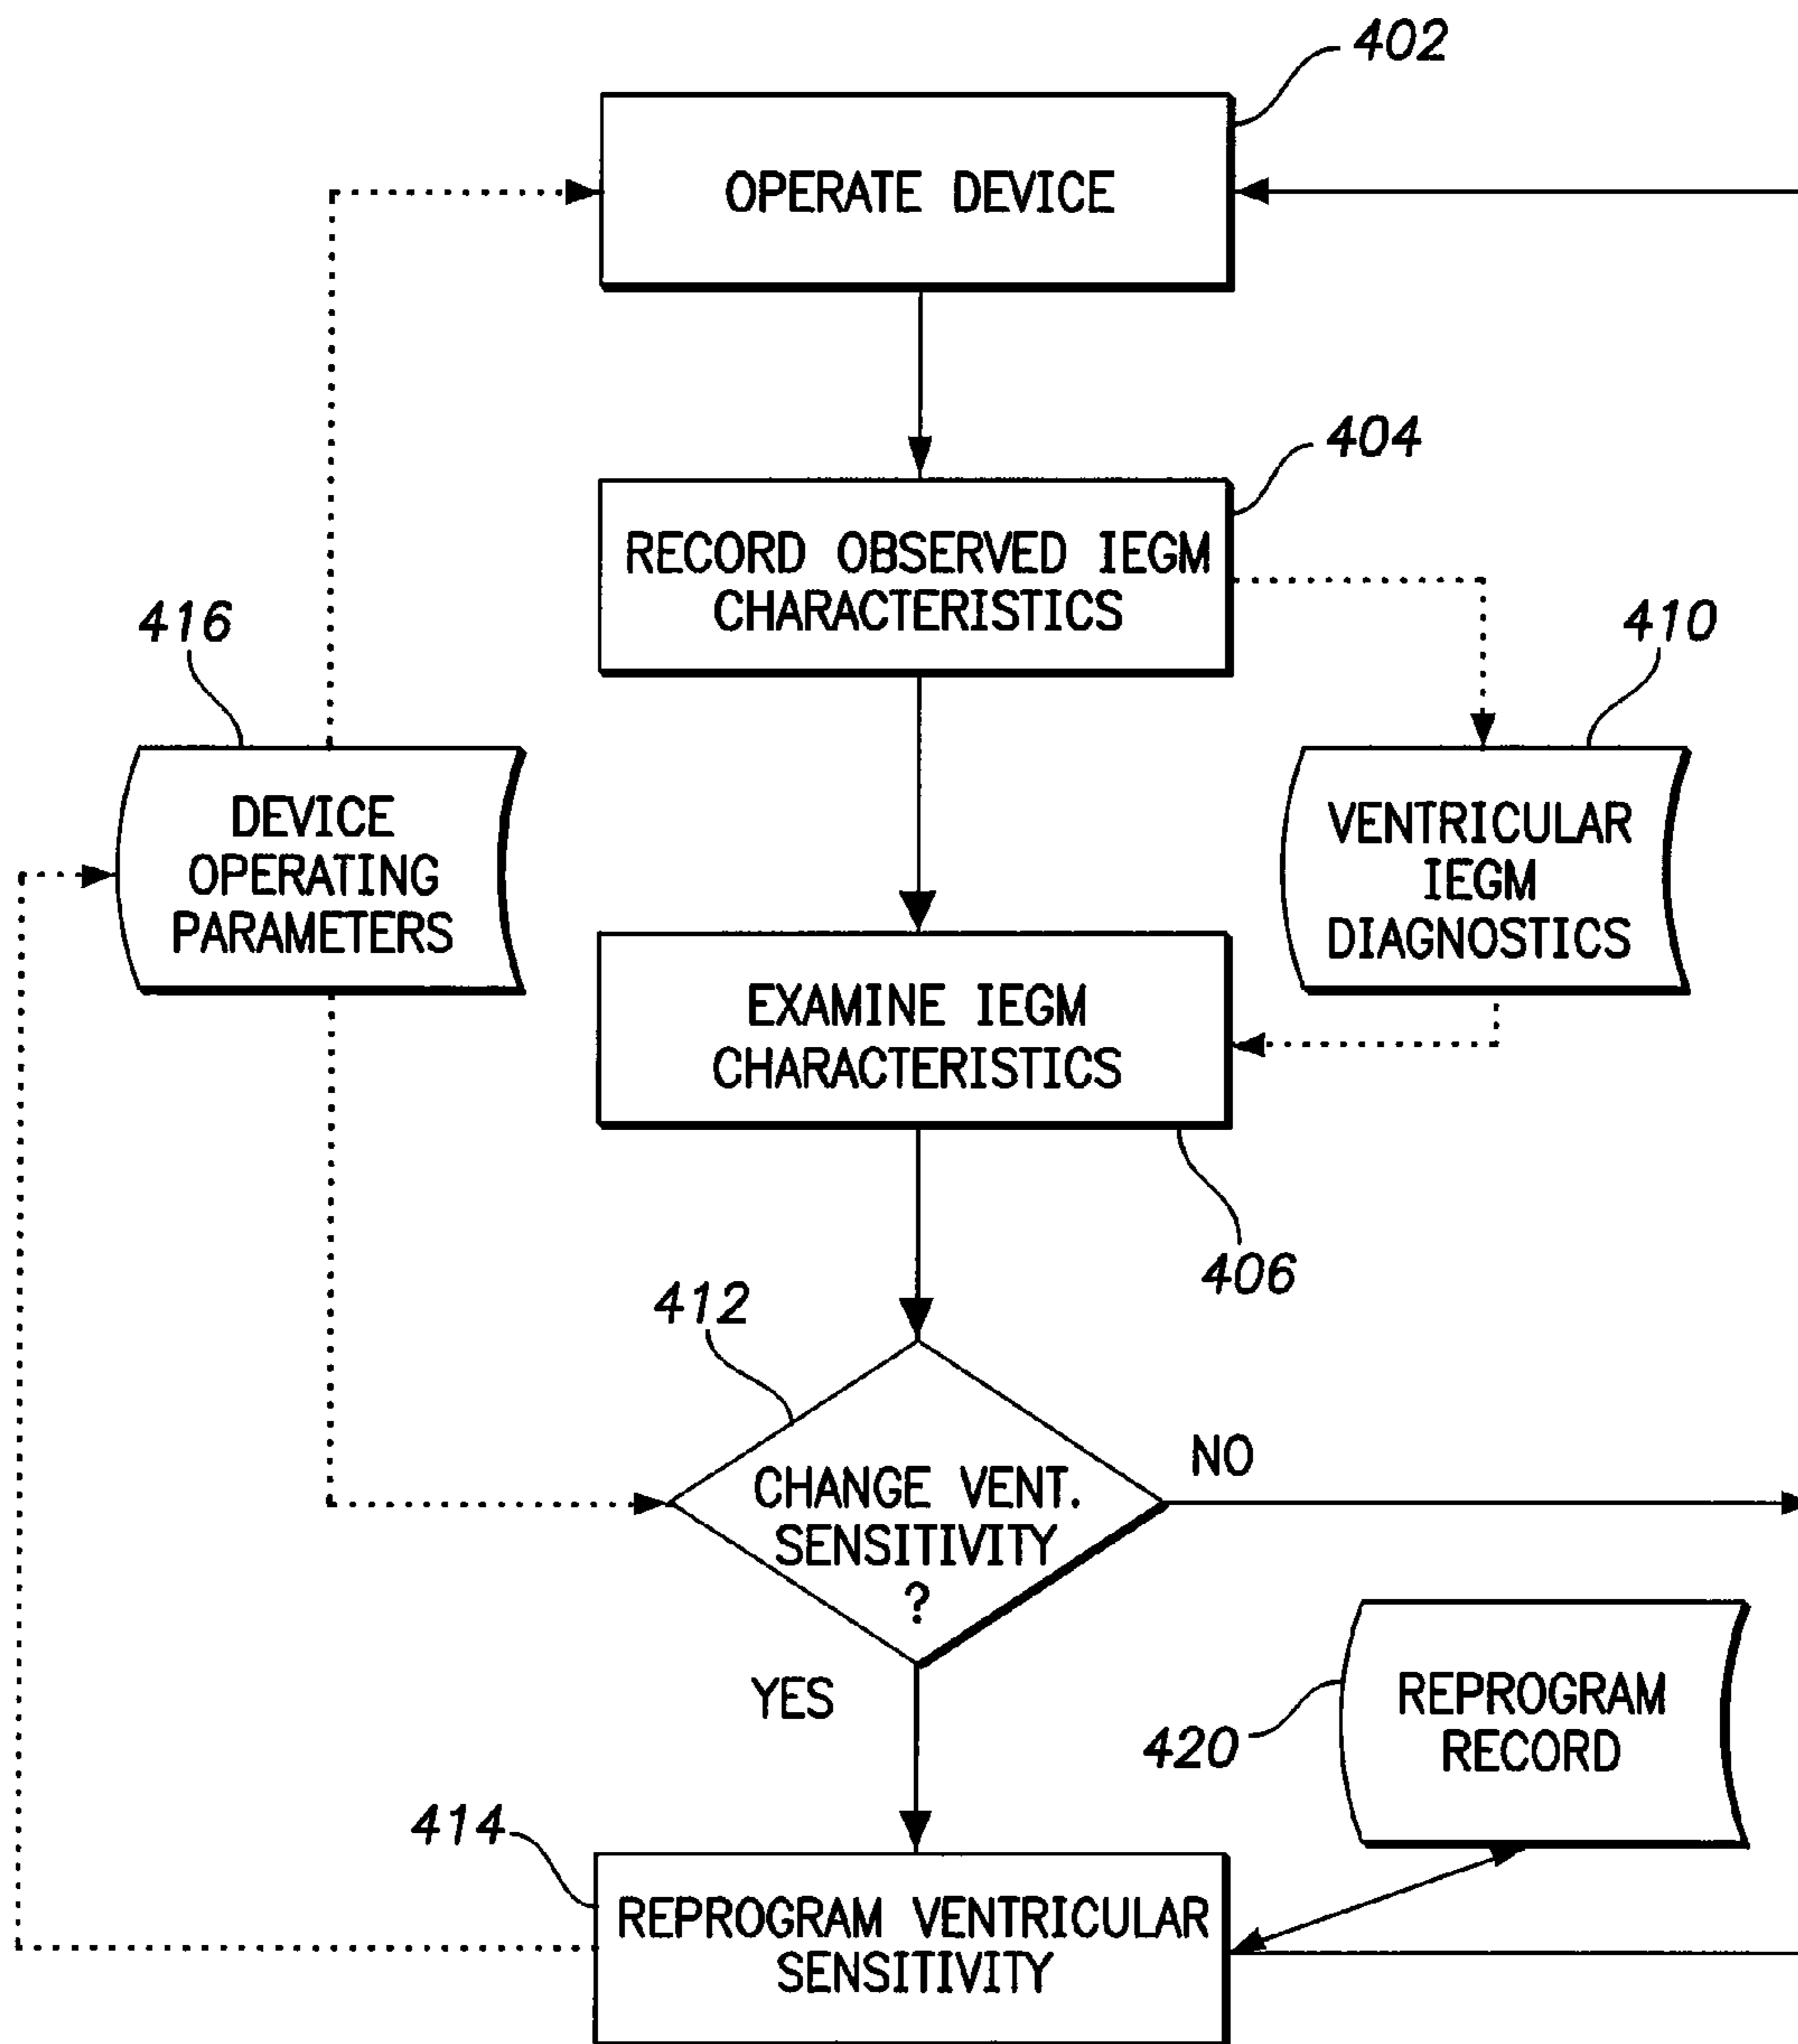 402
OPERATE DEVICE
404
RECORD OBSERVED IEGM
CHARACTERISTICS
416
410
DEVICE
OPERATING
PARAMETERS
VENTRICULAR
IEGM
DIAGNOSTICS
EXAMINE IEGM
CHARACTERISTICS
406
412
CHANGE VENT.
SENSITIVITY
?
NO
YES
REPROGRAM
RECORD
420
414
REPROGRAM VENTRICULAR
SENSITIVITY